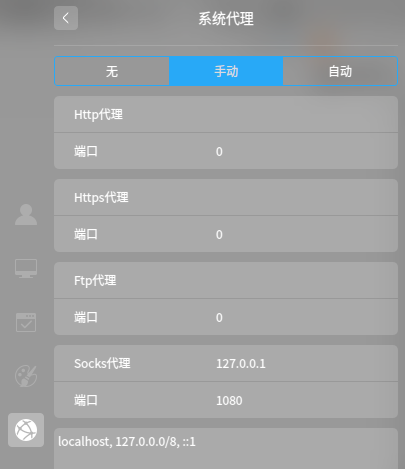 系统代理
无 手动 自动
Http代理
端口 0
Https代理
端口 0
Ftp代理
端口 0
Socks代理 127.0.0.1
端口 1080
localhost, 127.0.0.0/8, ::1